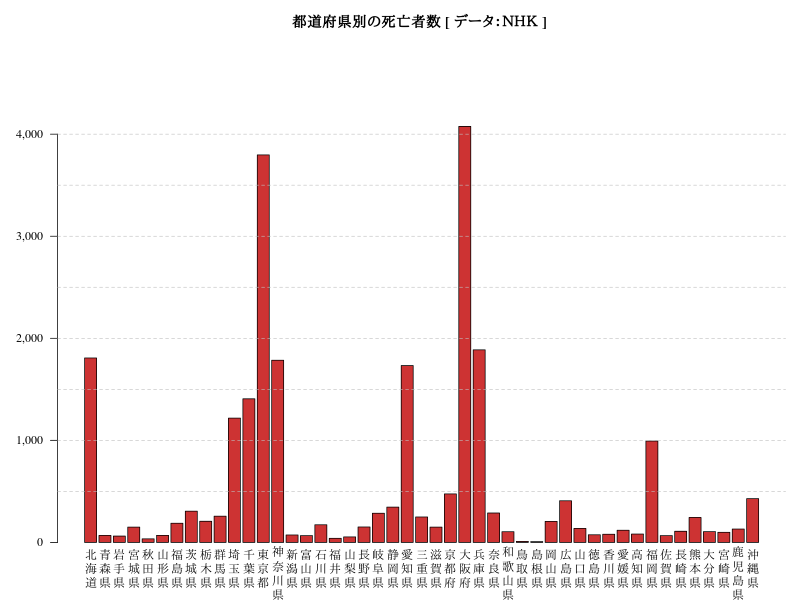 都道府県別の死亡者数 [ データ：NHK ]
4,000
3,000
2,000
1,000
0
北海道
青森県
岩手県
宮城県
秋田県
山形県
福島県
茨城県
栃木県
群馬県
埼玉県
千葉県
東京都
神奈川県
新潟県
富山県
石川県
福井県
山梨県
長野県
岐阜県
静岡県
愛知県
三重県
滋賀県
京都府
大阪府
兵庫県
奈良県
和歌山県
鳥取県
島根県
岡山県
広島県
山口県
徳島県
香川県
愛媛県
高知県
福岡県
佐賀県
長崎県
熊本県
大分県
宮崎県
鹿児島県
沖縄県